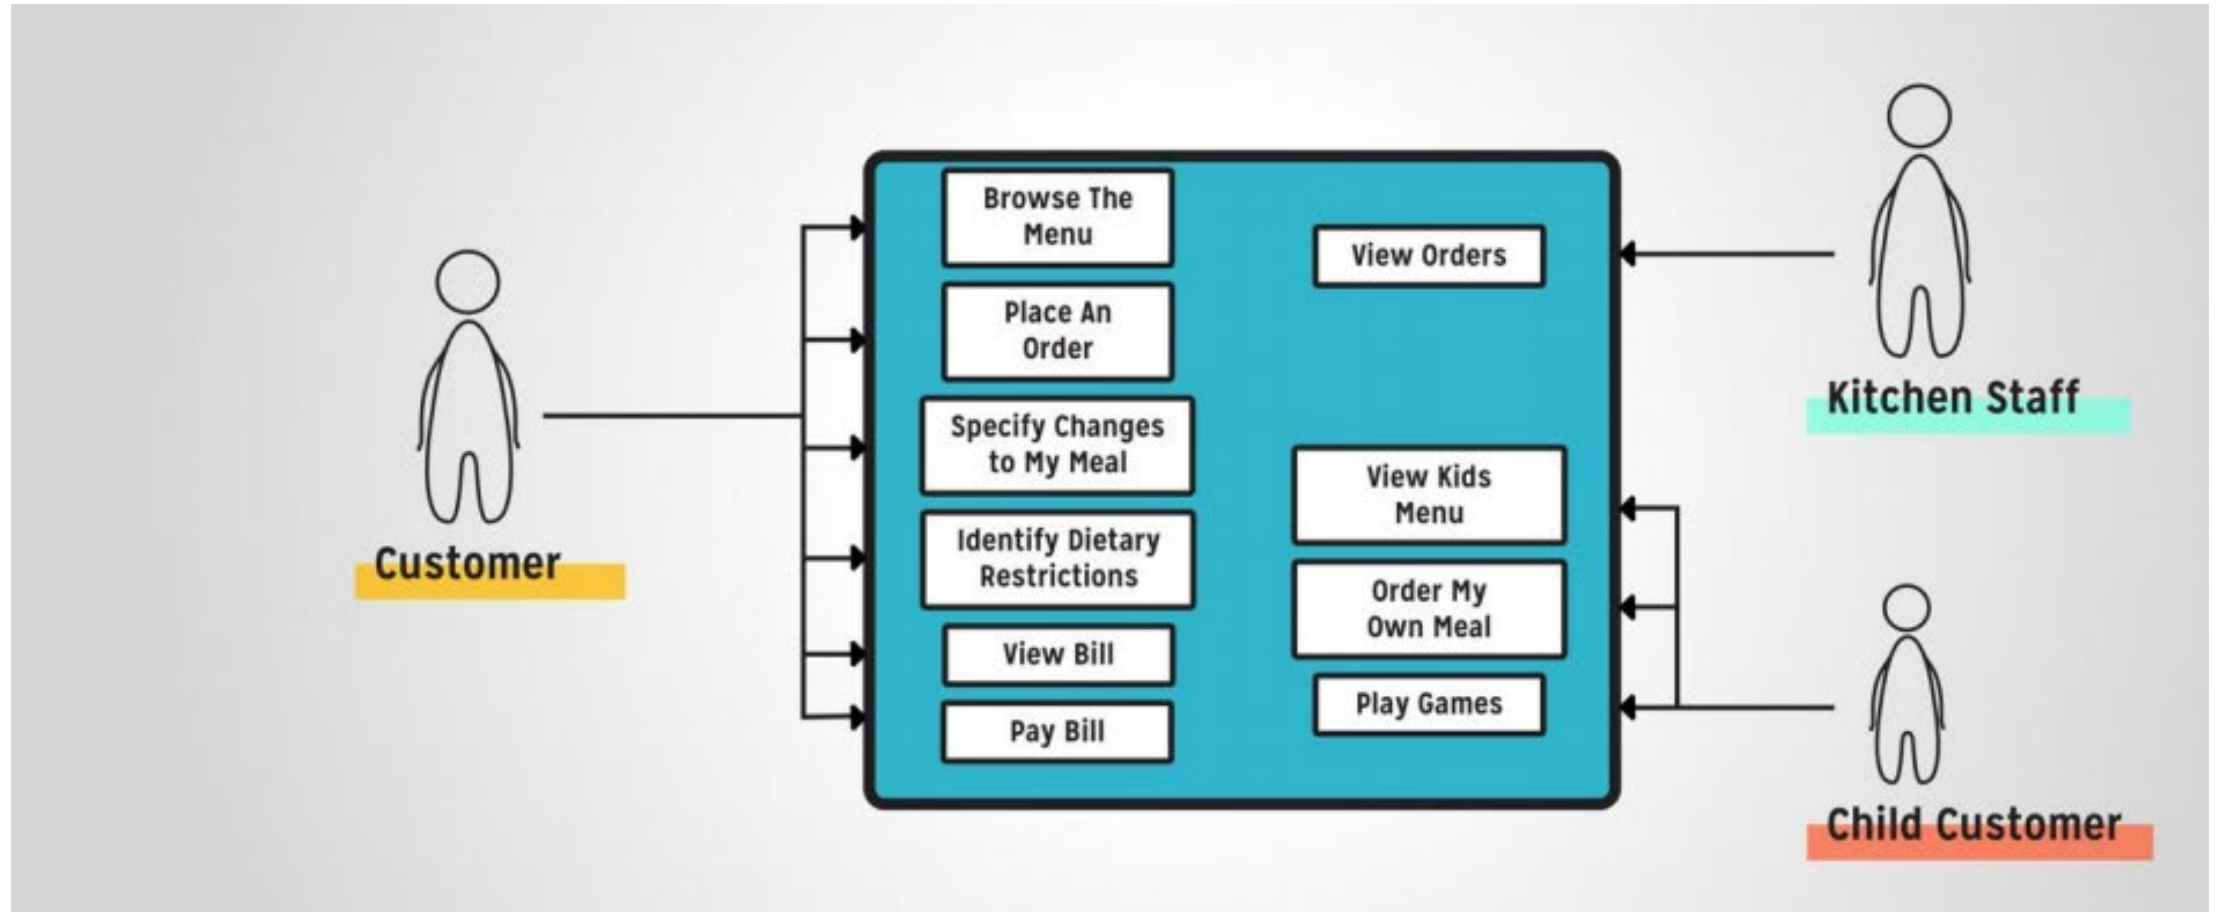 Browse The
Menu
Place An
Order
Specify Changes
to My Meal
Identify Dietary
Restrictions
View Bill
Pay Bill
View Orders
View Kids
Menu
Order My
Own Meal
Play Games
Customer
Kitchen Staff
Child Customer